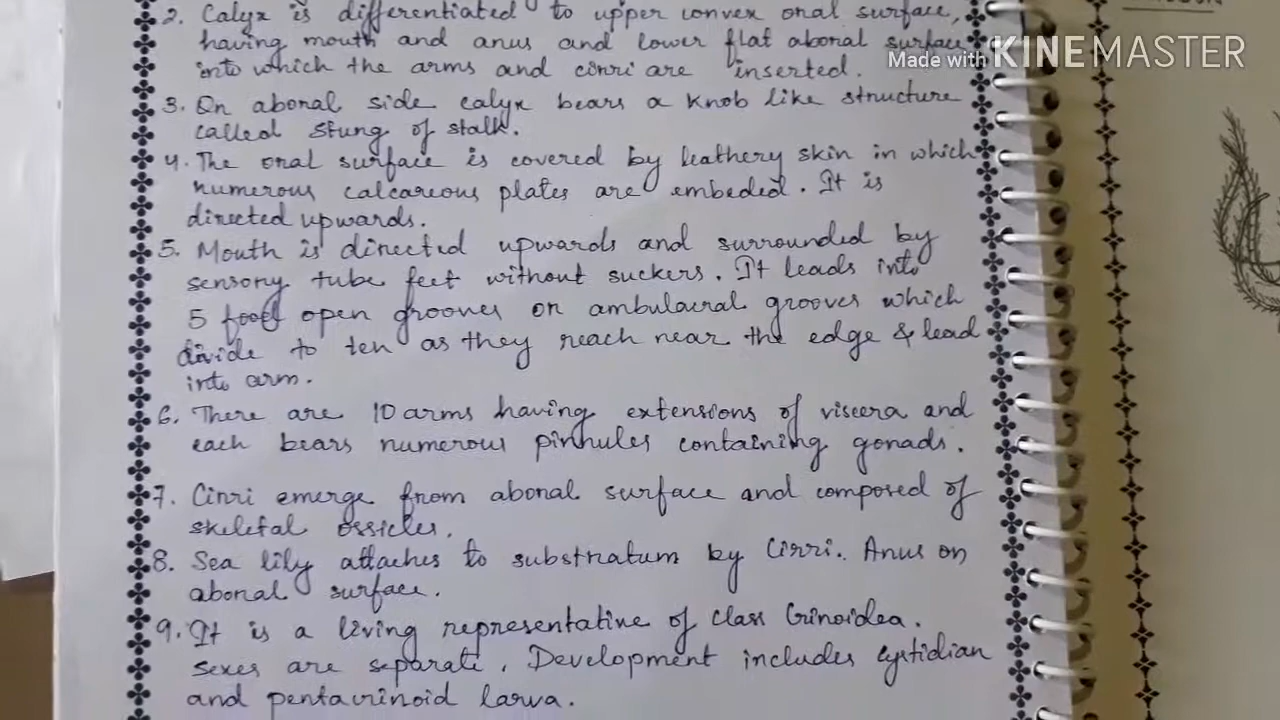 2. Calyx is differentiated to upper convex oral surface,
having mouth and anus and lower flat aboral surface
into which the arms and cirri are inserted.
Made with KINEMASTER
3. On aboral side calyx bears a knob like structure
called Stung of stalk.
4. The oral surface is covered by leathery skin in which
numerous calcareous plates are embeded. It is
directed upwards.
5. Mouth is directed upwards and surrounded by
sensory tube feet without suckers. It leads into
5 food open grooves or ambulacral grooves which
divide to ten as they reach near the edge & lead
into arm.
6. There are 10 arms having extensions of viscera and
each bears numerous pinnules containing gonads.
7. Cirri emerge from aboral surface and composed of
skeletal ossicles.
8. Sea lily attaches to substratum by Cirri. Anus on
aboral surface.
9. It is a living representative of class Crinoidea.
sexes are separate. Development includes cystidian
and pentacrinoid larva.